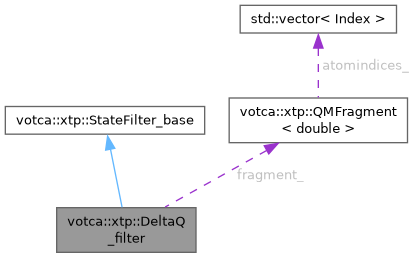 std::vector< Index >
atomindices_
votca::xtp::StateFilter_base
votca::xtp::QMFragment
< double >
fragment_
votca::xtp::DeltaQ
_filter